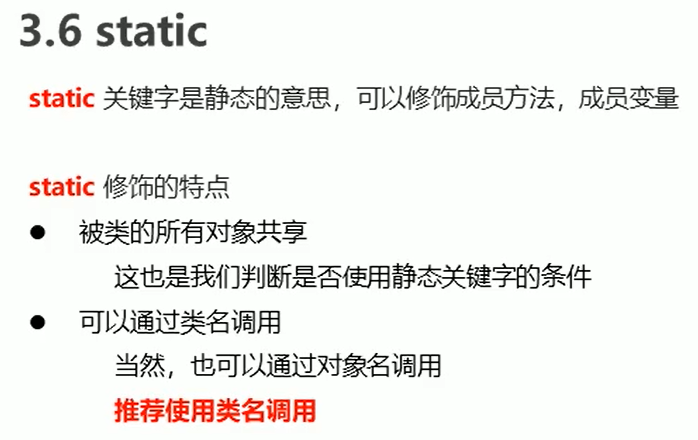 3.6 static
static 关键字是静态的意思，可以修饰成员方法，成员变量
static 修饰的特点
● 被类的所有对象共享
这也是我们判断是否使用静态关键字的条件
● 可以通过类名调用
当然，也可以通过对象名调用
推荐使用类名调用